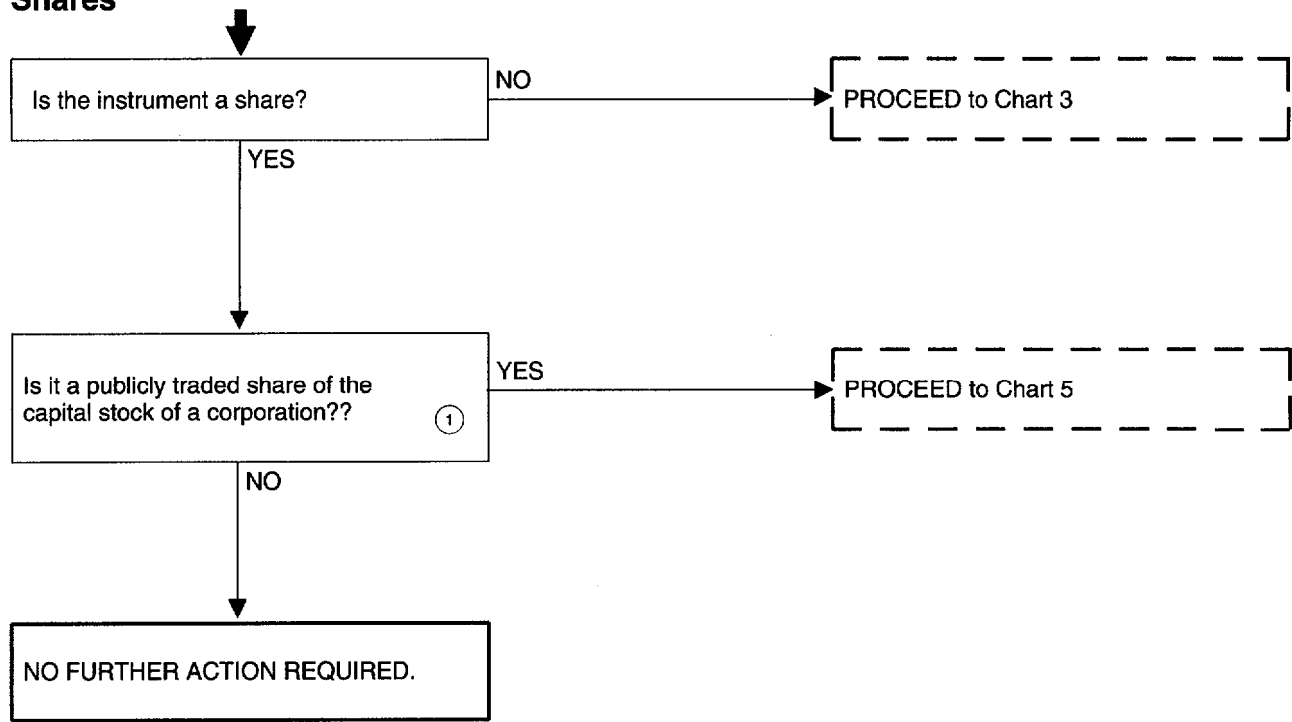 Shares
Is the instrument a share?
NO
PROCEED to Chart 3
YES
Is it a publicly traded share of the
capital stock of a corporation??
1
YES
PROCEED to Chart 5
NO
NO FURTHER ACTION REQUIRED.